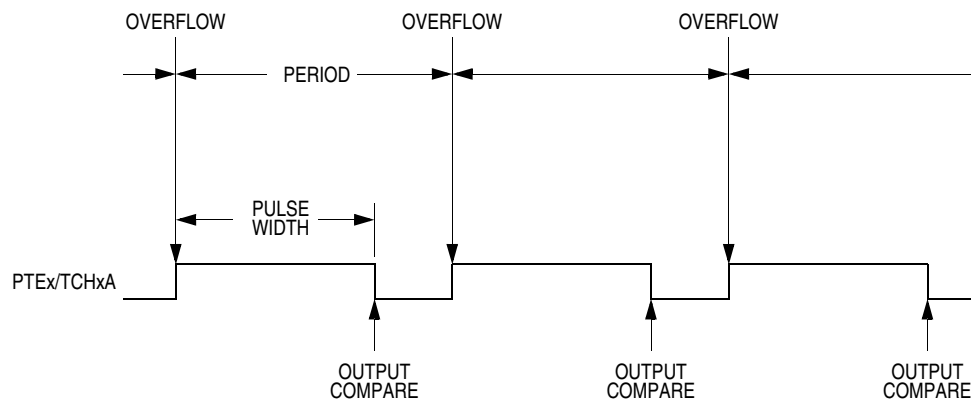 OVERFLOW
OVERFLOW
OVERFLOW
PERIOD
PULSE
WIDTH
PTEx/TCHxA
OUTPUT
COMPARE
OUTPUT
COMPARE
OUTPUT
COMPARE